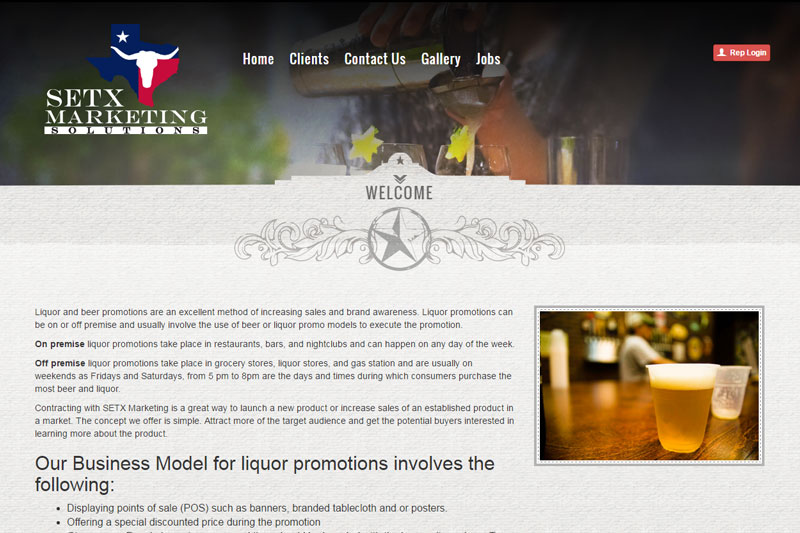 SETX
MARKETING
SOLUTIONS
Home Clients Contact Us Gallery Jobs
Rep Login
WELCOME
Liquor and beer promotions are an excellent method of increasing sales and brand awareness. Liquor promotions can
be on or off premise and usually involve the use of beer or liquor promo models to execute the promotion.
On premise liquor promotions take place in restaurants, bars, and nightclubs and can happen on any day of the week.
Off premise liquor promotions take place in grocery stores, liquor stores, and gas station and are usually on
weekends as Fridays and Saturdays, from 5 pm to 8pm are the days and times during which consumers purchase the
most beer and liquor.
Contracting with SETX Marketing is a great way to launch a new product or increase sales of an established product in
a market. The concept we offer is simple. Attract more of the target audience and get the potential buyers interested in
learning more about the product.
Our Business Model for liquor promotions involves the
following:
• Displaying points of sale (POS) such as banners, branded tablecloth and or posters.
• Offering a special discounted price during the promotion